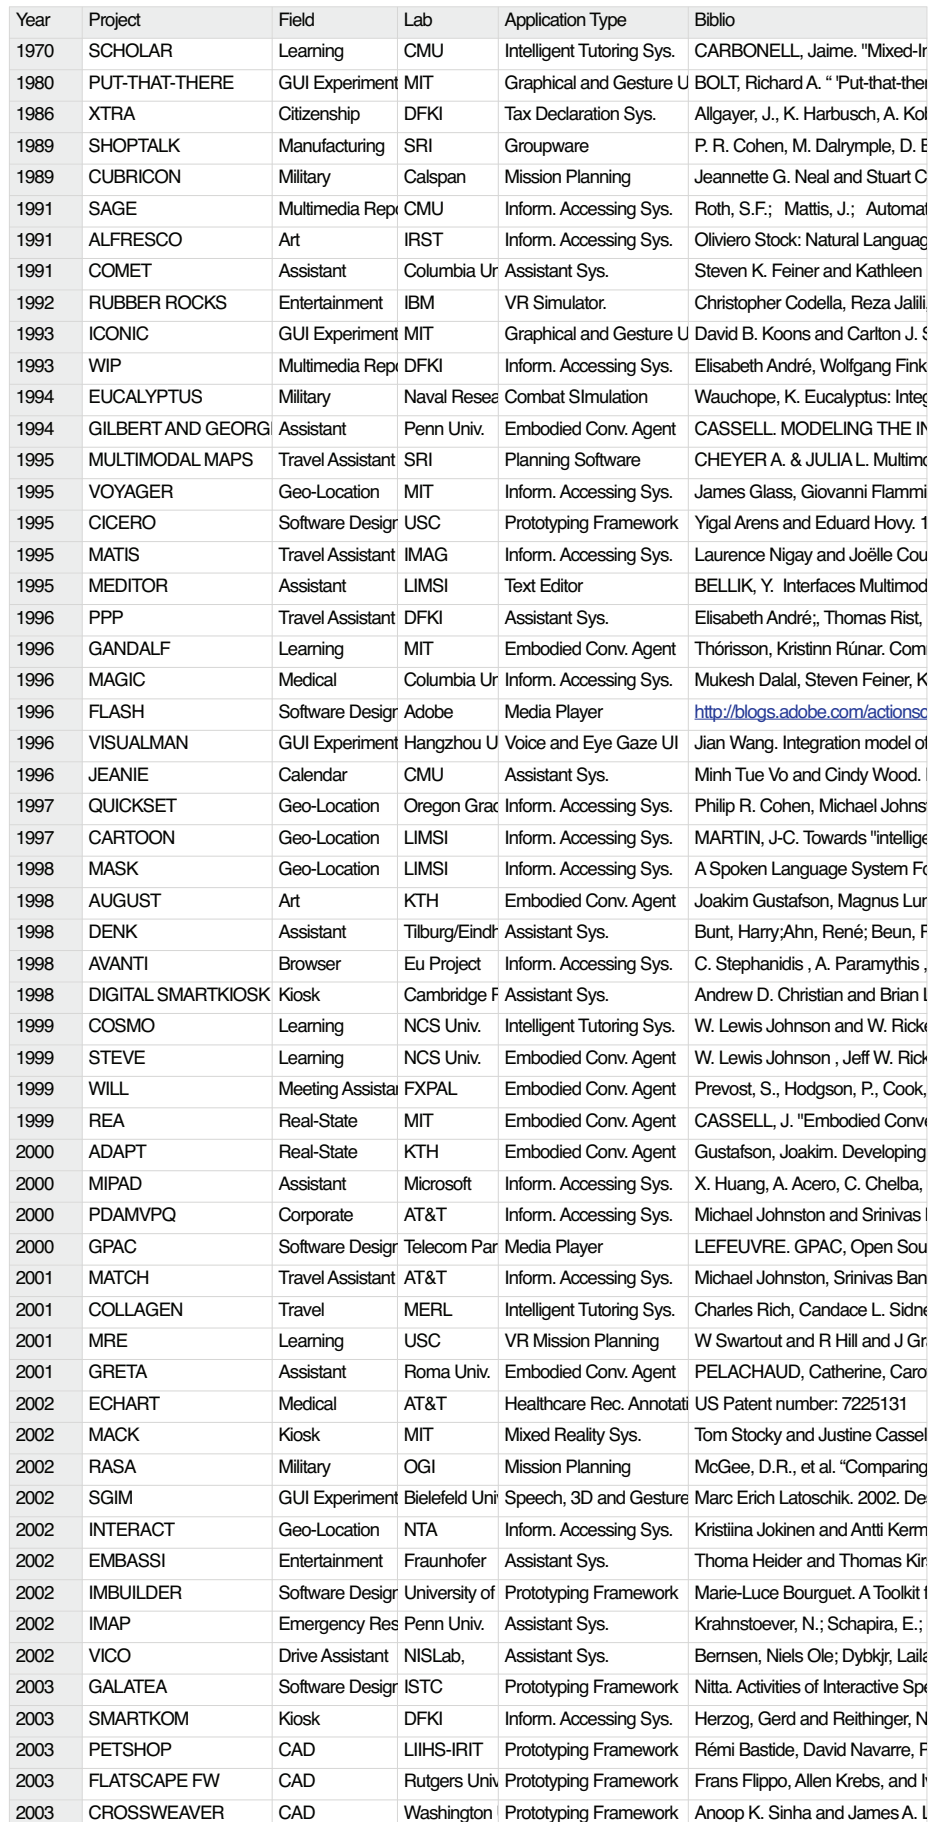 Year Project Field Lab Application Type Biblio
1970 SCHOLAR Learning CMU Intelligent Tutoring Sys. CARBONELL, Jaime. "Mixed-In
1980 PUT-THAT-THERE GUI Experiment MIT Graphical and Gesture U BOLT, Richard A. “ 'Put-that-ther
1986 XTRA Citizenship DFKI Tax Declaration Sys. Allgayer, J., K. Harbusch, A. Kob
1989 SHOPTALK Manufacturing SRI Groupware P. R. Cohen, M. Dalrymple, D. B
1989 CUBRICON Military Calspan Mission Planning Jeannette G. Neal and Stuart C
1991 SAGE Multimedia Repo CMU Inform. Accessing Sys. Roth, S.F.; Mattis, J.; Automat
1991 ALFRESCO Art IRST Inform. Accessing Sys. Oliviero Stock: Natural Languag
1991 COMET Assistant Columbia Un Assistant Sys. Steven K. Feiner and Kathleen
1992 RUBBER ROCKS Entertainment IBM VR Simulator. Christopher Codella, Reza Jalili,
1993 ICONIC GUI Experiment MIT Graphical and Gesture U David B. Koons and Carlton J. S
1993 WIP Multimedia Repo DFKI Inform. Accessing Sys. Elisabeth André, Wolfgang Fink
1994 EUCALYPTUS Military Naval Resea Combat SImulation Wauchope, K. Eucalyptus: Integ
1994 GILBERT AND GEORG Assistant Penn Univ. Embodied Conv. Agent CASSELL. MODELING THE IN
1995 MULTIMODAL MAPS Travel Assistant SRI Planning Software CHEYER A. & JULIA L. Multimo
1995 VOYAGER Geo-Location MIT Inform. Accessing Sys. James Glass, Giovanni Flammi
1995 CICERO Software Design USC Prototyping Framework Yigal Arens and Eduard Hovy. 1
1995 MATIS Travel Assistant IMAG Inform. Accessing Sys. Laurence Nigay and Joëlle Cou
1995 MEDITOR Assistant LIMSI Text Editor BELLIK, Y. Interfaces Multimod
1996 PPP Travel Assistant DFKI Assistant Sys. Elisabeth André;, Thomas Rist,
1996 GANDALF Learning MIT Embodied Conv. Agent Thórisson, Kristinn Rúnar. Com
1996 MAGIC Medical Columbia Un Inform. Accessing Sys. Mukesh Dalal, Steven Feiner, K
1996 FLASH Software Design Adobe Media Player http://blogs.adobe.com/actionsc
1996 VISUALMAN GUI Experiment Hangzhou U Voice and Eye Gaze UI Jian Wang. Integration model of
1996 JEANIE Calendar CMU Assistant Sys. Minh Tue Vo and Cindy Wood.
1997 QUICKSET Geo-Location Oregon Grad Inform. Accessing Sys. Philip R. Cohen, Michael Johnst
1997 CARTOON Geo-Location LIMSI Inform. Accessing Sys. MARTIN, J-C. Towards "intellige
1998 MASK Geo-Location LIMSI Inform. Accessing Sys. A Spoken Language System Fo
1998 AUGUST Art KTH Embodied Conv. Agent Joakim Gustafson, Magnus Lun
1998 DENK Assistant Tilburg/Eindh Assistant Sys. Bunt, Harry;Ahn, René; Beun, R
1998 AVANTI Browser Eu Project Inform. Accessing Sys. C. Stephanidis , A. Paramythis ,
1998 DIGITAL SMARTKIOSK Kiosk Cambridge R Assistant Sys. Andrew D. Christian and Brian L
1999 COSMO Learning NCS Univ. Intelligent Tutoring Sys. W. Lewis Johnson and W. Ricke
1999 STEVE Learning NCS Univ. Embodied Conv. Agent W. Lewis Johnson , Jeff W. Rick
1999 WILL Meeting Assistan FXPAL Embodied Conv. Agent Prevost, S., Hodgson, P., Cook,
1999 REA Real-State MIT Embodied Conv. Agent CASSELL, J. "Embodied Conve
2000 ADAPT Real-State KTH Embodied Conv. Agent Gustafson, Joakim. Developing
2000 MIPAD Assistant Microsoft Inform. Accessing Sys. X. Huang, A. Acero, C. Chelba,
2000 PDAMVPQ Corporate AT&T Inform. Accessing Sys. Michael Johnston and Srinivas
2000 GPAC Software Design Telecom Par Media Player LEFEUVRE. GPAC, Open Sou
2001 MATCH Travel Assistant AT&T Inform. Accessing Sys. Michael Johnston, Srinivas Ban
2001 COLLAGEN Travel MERL Intelligent Tutoring Sys. Charles Rich, Candace L. Sidne
2001 MRE Learning USC VR Mission Planning W Swartout and R Hill and J Gra
2001 GRETA Assistant Roma Univ. Embodied Conv. Agent PELACHAUD, Catherine, Caro
2002 ECHART Medical AT&T Healthcare Rec. Annotati US Patent number: 7225131
2002 MACK Kiosk MIT Mixed Reality Sys. Tom Stocky and Justine Cassel
2002 RASA Military OGI Mission Planning McGee, D.R., et al. “Comparing
2002 SGIM GUI Experiment Bielefeld Uni Speech, 3D and Gesture Marc Erich Latoschik. 2002. Des
2002 INTERACT Geo-Location NTA Inform. Accessing Sys. Kristiina Jokinen and Antti Kerm
2002 EMBASSI Entertainment Fraunhofer Assistant Sys. Thoma Heider and Thomas Kir
2002 IMBUILDER Software Design University of Prototyping Framework Marie-Luce Bourguet. A Toolkit f
2002 IMAP Emergency Res Penn Univ. Assistant Sys. Krahnstoever, N.; Schapira, E.;
2002 VICO Drive Assistant NISLab, Assistant Sys. Bernsen, Niels Ole; Dybkjr, Laila
2003 GALATEA Software Design ISTC Prototyping Framework Nitta. Activities of Interactive Spe
2003 SMARTKOM Kiosk DFKI Inform. Accessing Sys. Herzog, Gerd and Reithinger, N
2003 PETSHOP CAD LIIHS-IRIT Prototyping Framework Rémi Bastide, David Navarre, P
2003 FLATSCAPE FW CAD Rutgers Univ Prototyping Framework Frans Flippo, Allen Krebs, and I
2003 CROSSWEAVER CAD Washington Prototyping Framework Anoop K. Sinha and James A. L